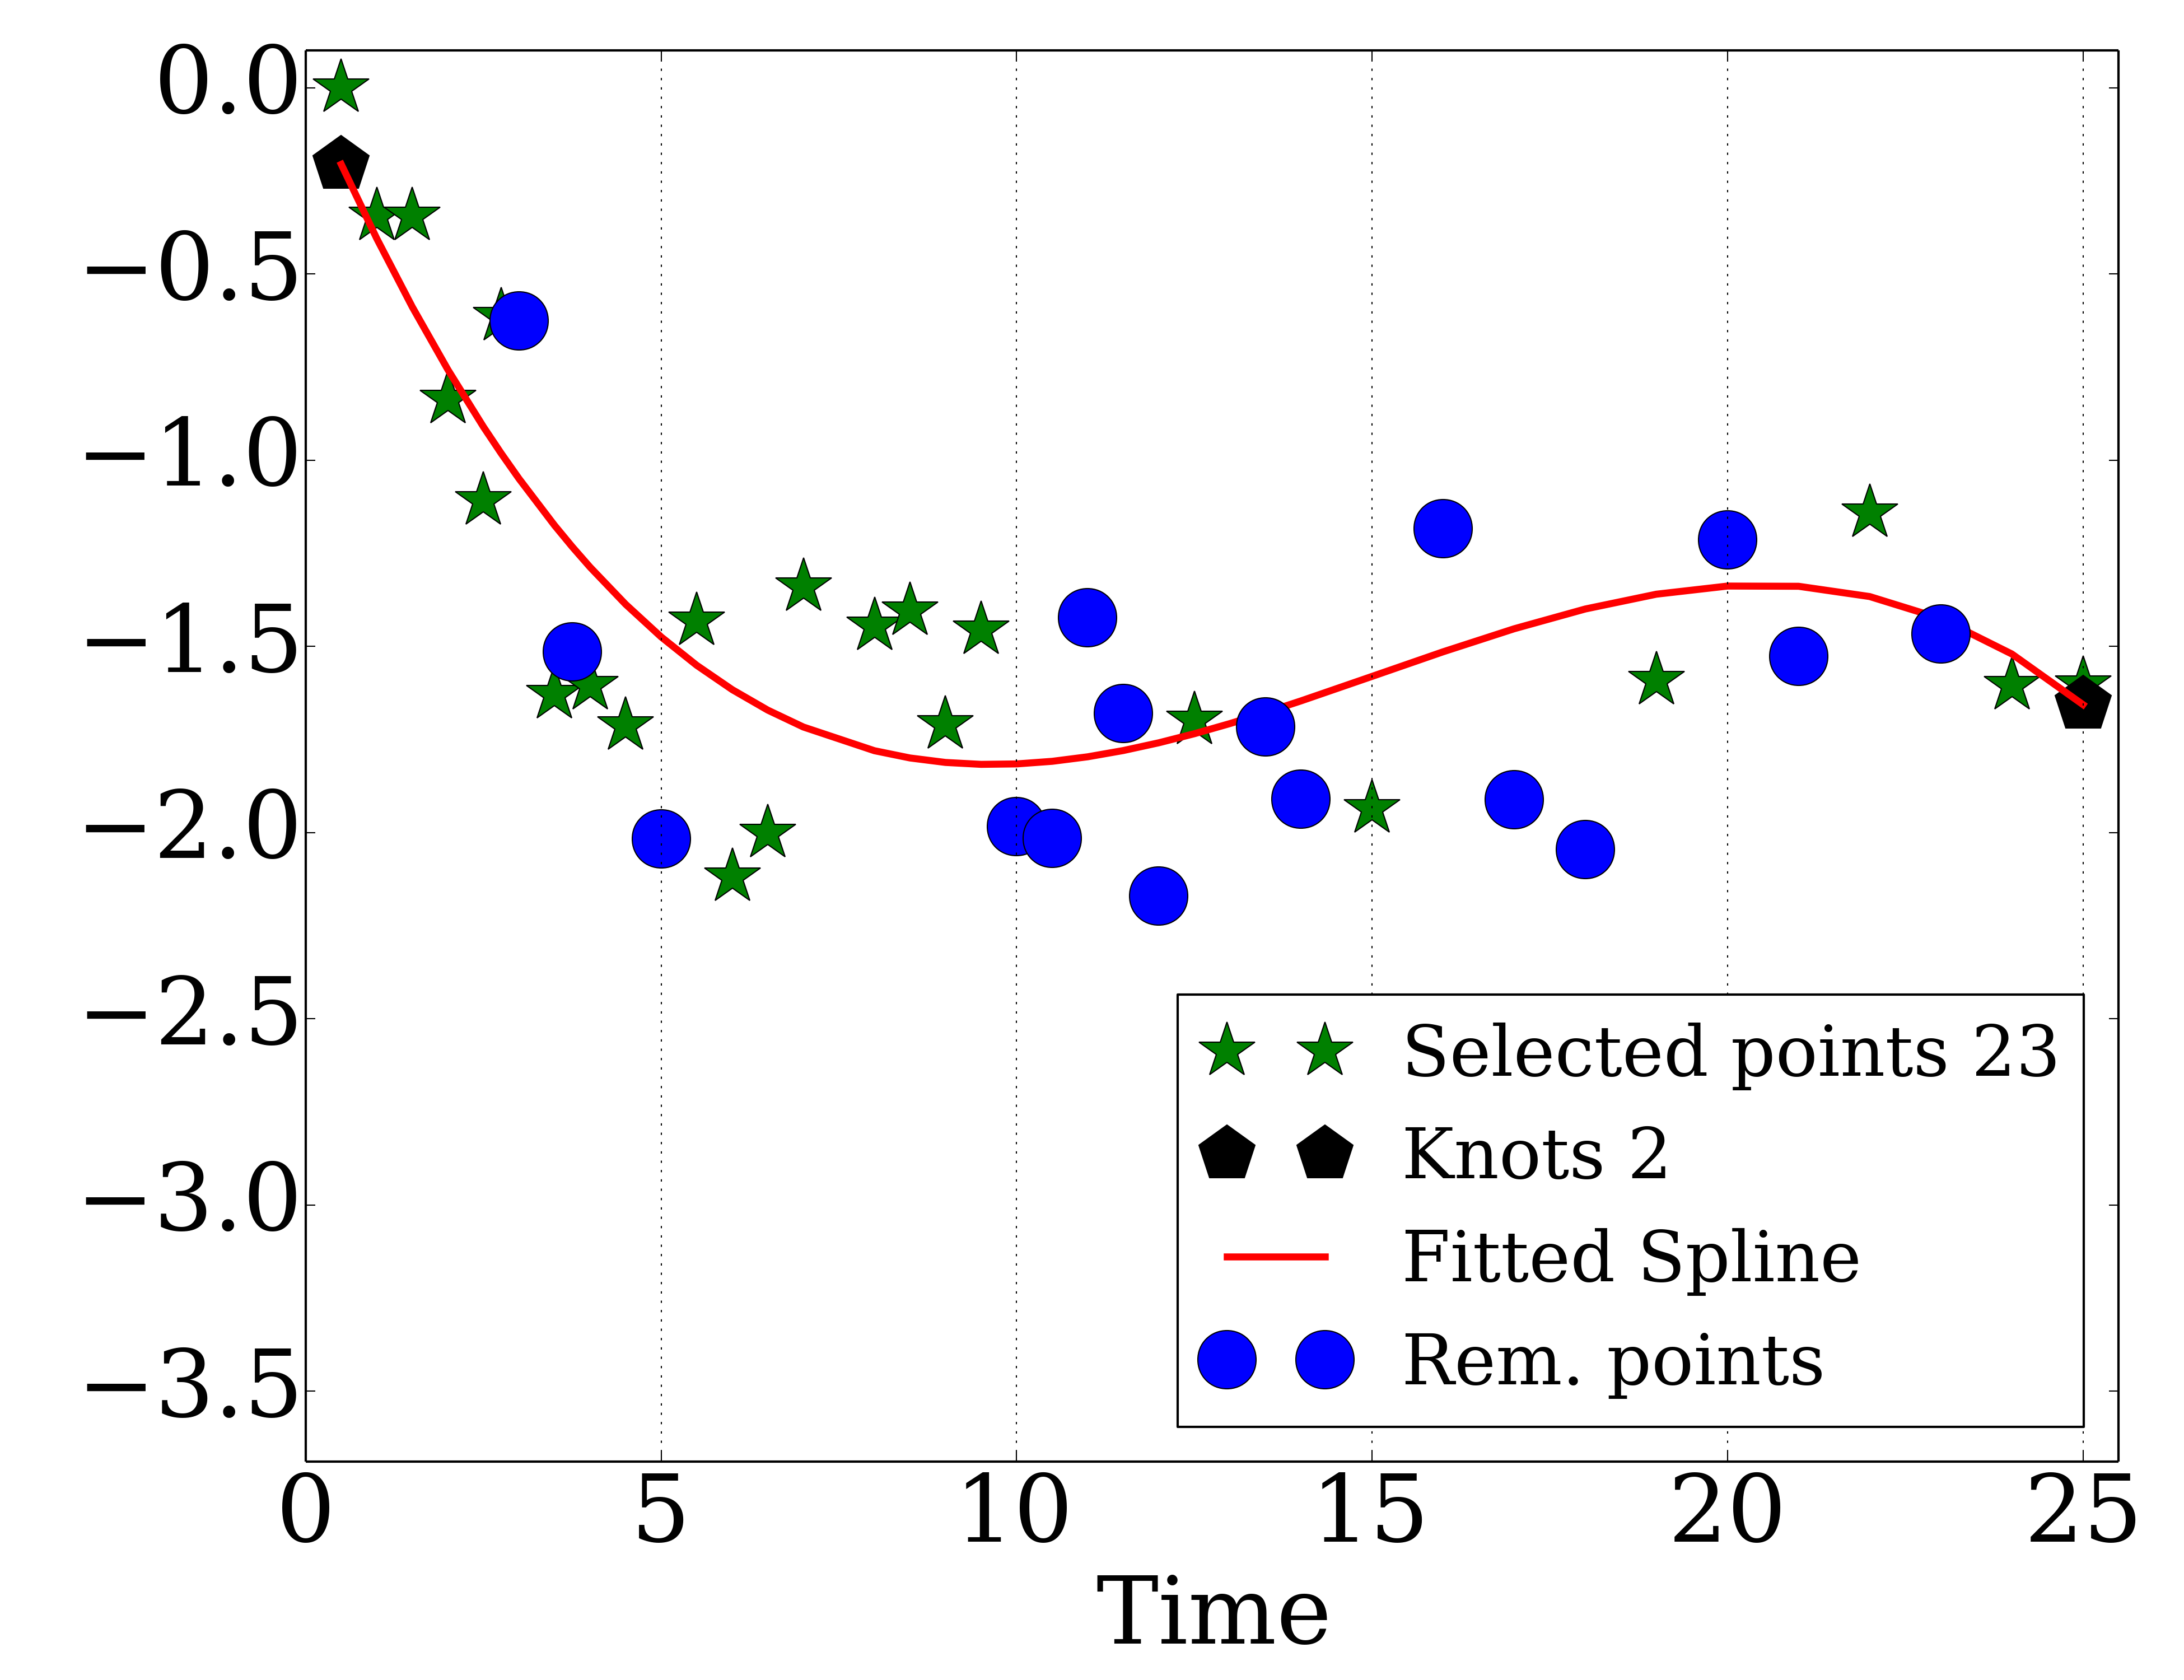 0.0
−0.5
−1.0
−1.5
−2.0
−2.5
−3.0
−3.5
Selected points 23
Knots 2
Fitted Spline
Rem. points
0 5 10 15 20 25
Time